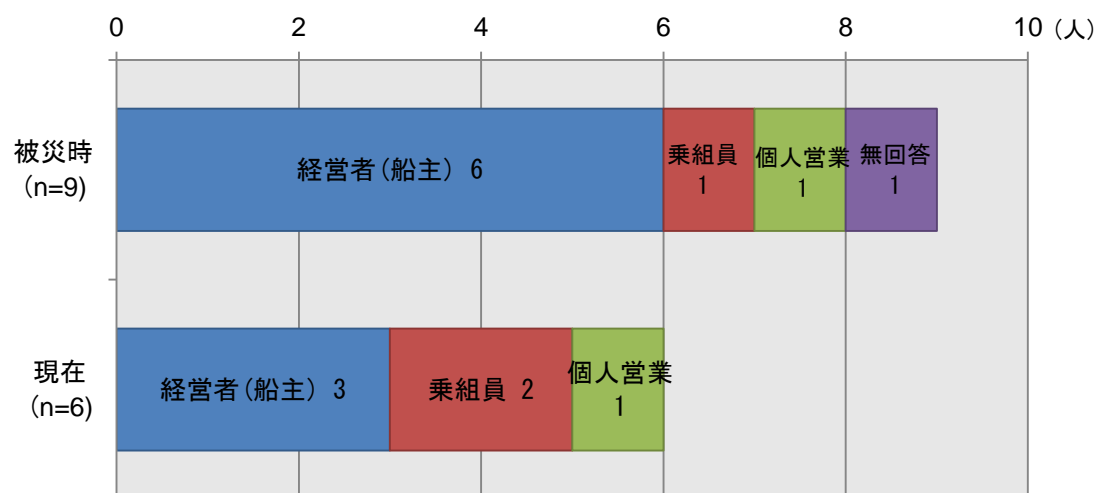 0 2 4 6 8 10 (人)
被災時
(n=9)
経営者(船主) 6
乗組員
1
個人営業
1
無回答
1
現在
(n=6)
経営者(船主) 3
乗組員 2
個人営業
1